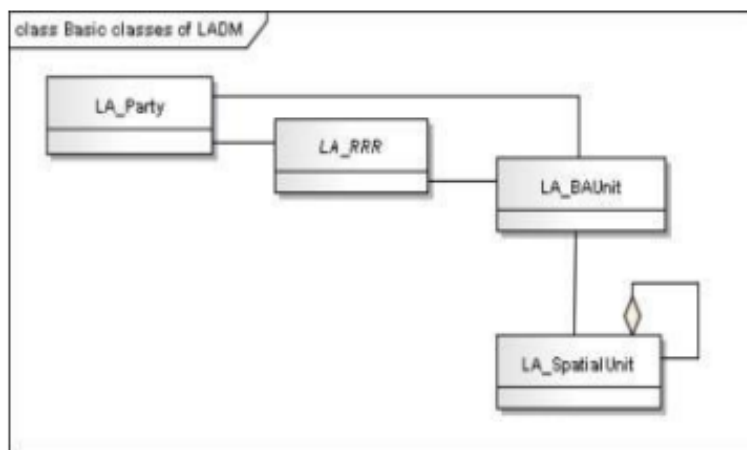 class Basic classes of LADM
LA_Party
LA_RRR
LA_BAUnit
LA_SpatialUnit